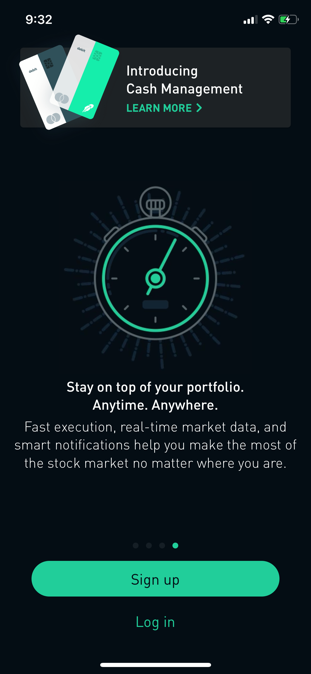 9:32
Introducing
Cash Management
LEARN MORE
Stay on top of your portfolio.
Anytime. Anywhere.
Fast execution, real-time market data, and
smart notifications help you make the most of
the stock market no matter where you are.
Sign up
Log in